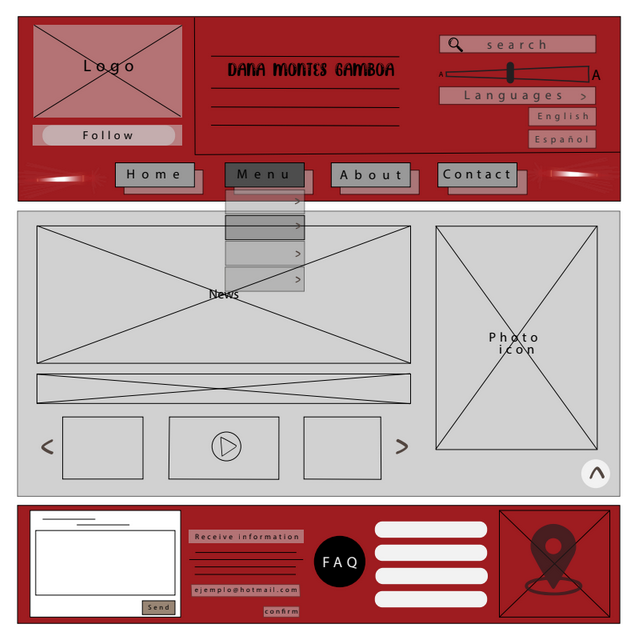 Logo
DANA MONTES GAMBOA
search
A A
Languages >
English
Español
Follow
Home Menu About Contact
>
>
>
>
News
Photo
icon
< >
Receive information
ejemplo@hotmail.com
confirm
Send
FAQ